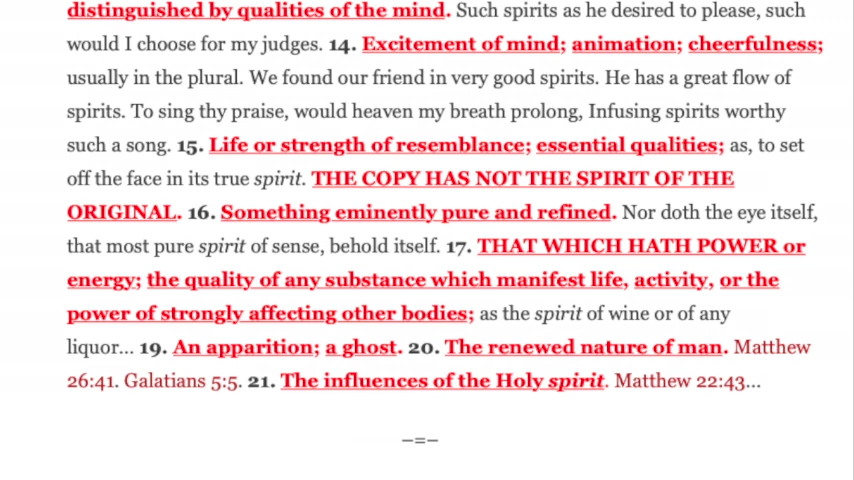 distinguished by qualities of the mind. Such spirits as he desired to please, such
would I choose for my judges. 14. Excitement of mind; animation; cheerfulness;
usually in the plural. We found our friend in very good spirits. He has a great flow of
spirits. To sing thy praise, would heaven my breath prolong, Infusing spirits worthy
such a song. 15. Life or strength of resemblance; essential qualities; as, to set
off the face in its true spirit. THE COPY HAS NOT THE SPIRIT OF THE
ORIGINAL. 16. Something eminently pure and refined. Nor doth the eye itself,
that most pure spirit of sense, behold itself. 17. THAT WHICH HATH POWER or
energy; the quality of any substance which manifest life, activity, or the
power of strongly affecting other bodies; as the spirit of wine or of any
liquor... 19. An apparition; a ghost. 20. The renewed nature of man. Matthew
26:41. Galatians 5:5. 21. The influences of the Holy spirit. Matthew 22:43...
–=–